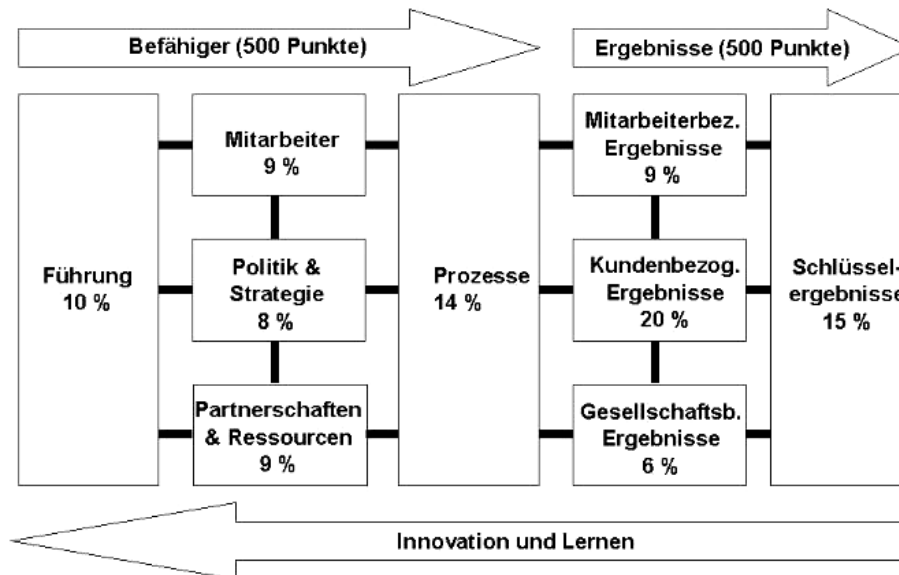 Befähiger (500 Punkte)
Ergebnisse (500 Punkte)
Führung
10 %
Mitarbeiter
9 %
Politik &
Strategie
8 %
Partnerschaften
& Ressourcen
9 %
Prozesse
14 %
Mitarbeiterbez.
Ergebnisse
9 %
Kundenbezog.
Ergebnisse
20 %
Gesellschaftsb.
Ergebnisse
6 %
Schlüssel-
ergebnisse
15 %
Innovation und Lernen